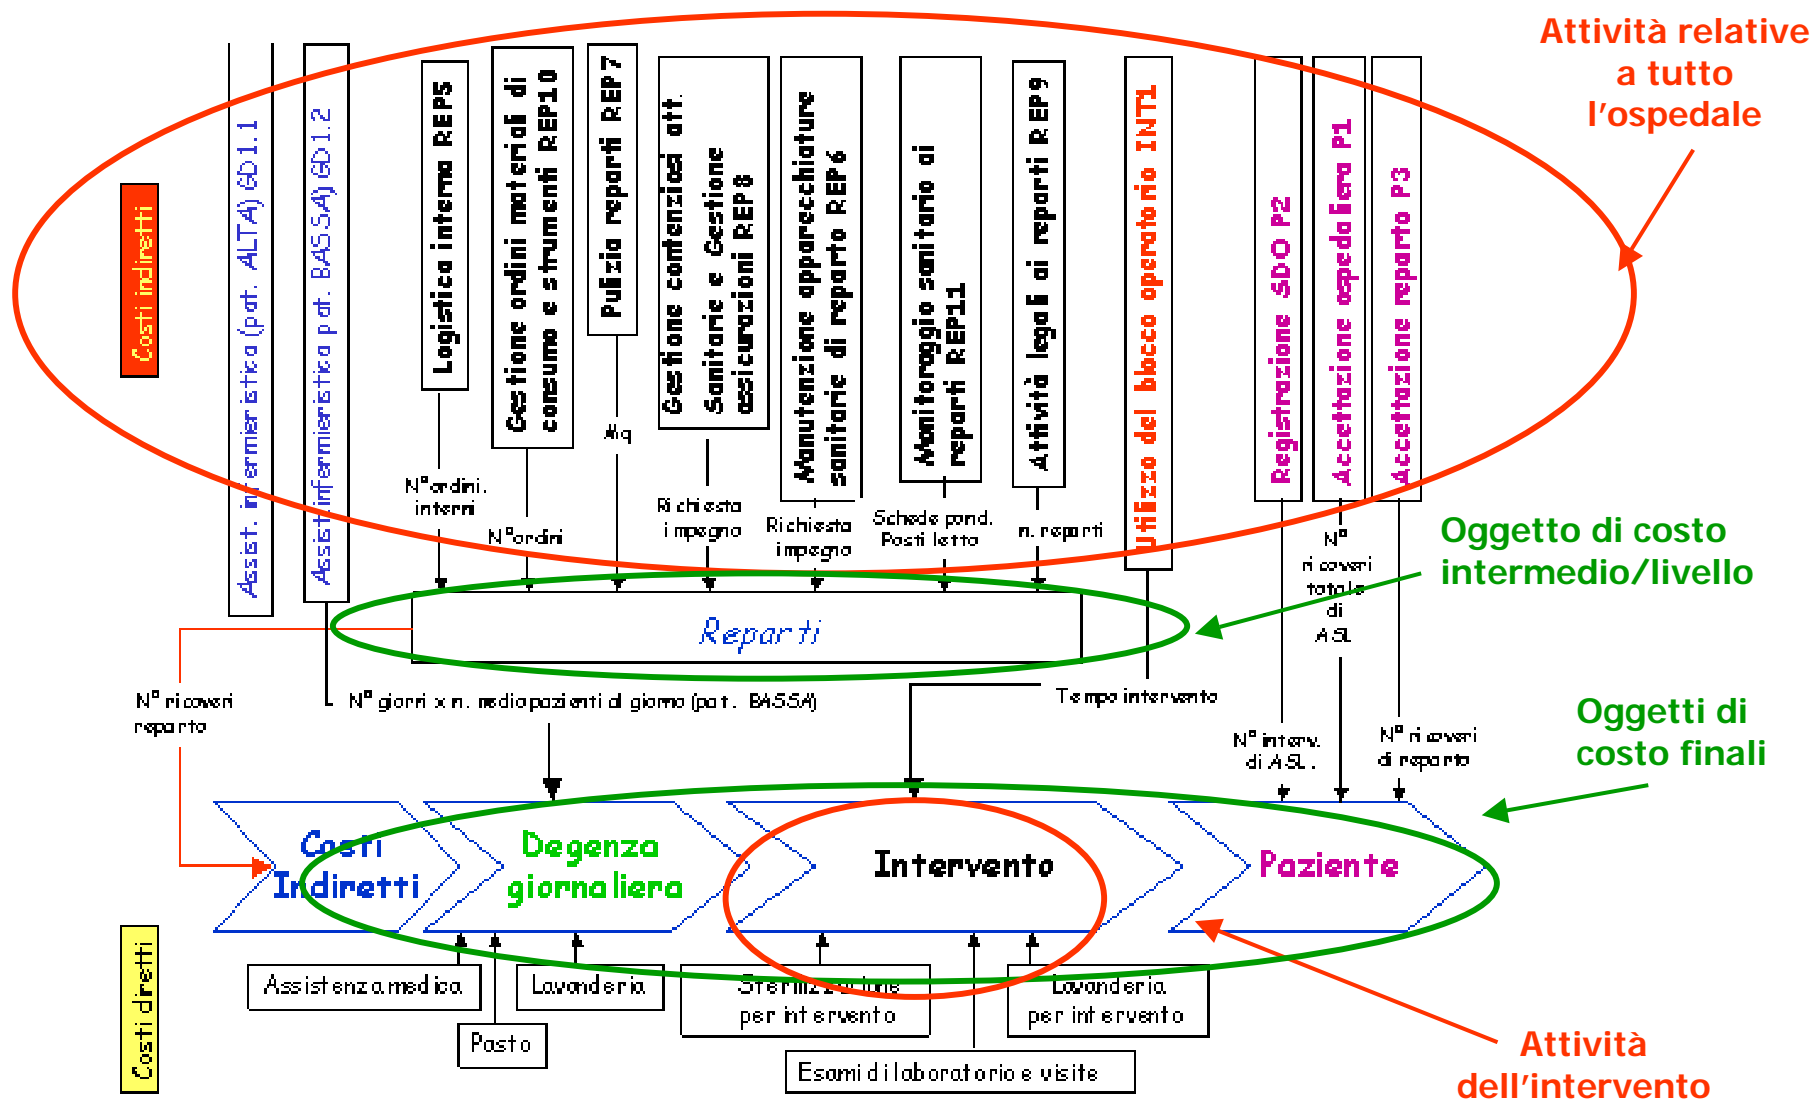 Attività relative
a tutto
l'ospedale
Costi indiretti
Assist. infermieristica (pat. ALTA) GD1.1
Assist.infermieristica pat. BASSA) GD1.2
Logistica interna REP5
Gestione ordini materiali di
consumo e strumenti REP10
Pulizia reparti REP7
Gestione contenziosi att.
Sanitarie e Gestione
assicurazioni REP8
Manutenzione apparecchiature
sanitarie di reparto REP6
Monitoraggio sanitario ai
reparti REP11
Attività legali ai reparti REP9
Utilizzo del blocco operatorio INT1
Registrazione SDO P2
Accettazione ospedaliera P1
Accettazione reparto P3
N° ordini.
interni
N° ordini
Mq
Richiesta
impegno
Richiesta
impegno
Schede pond.
Posti letto
n. reparti
N°
ricoveri
totale
di
ASL
Oggetto di costo
intermedio/livello
Reparti
N° ricoveri
reparto
N° giorni x n. medio pazienti al giorno (pat. BASSA)
Tempo intervento
N° interv.
di ASL.
N° ricoveri
di reparto
Oggetti di
costo finali
Costi
Indiretti
Degenza
giornaliera
Intervento
Paziente
Costi diretti
Assistenza medica
Pasto
Lavanderia
Sterilizzazione
per intervento
Lavanderia
per intervento
Esami di laboratorio e visite
Attività
dell'intervento